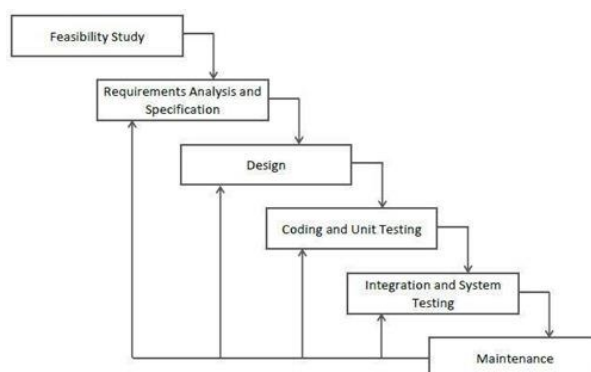 Feasibility Study
Requirements Analysis and
Specification
Design
Coding and Unit Testing
Integration and System
Testing
Maintenance